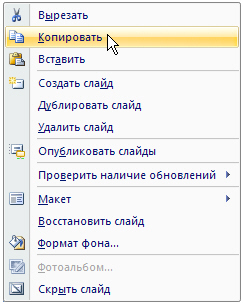 Вырезать
Копировать
Вставить
Создать слайд
Дублировать слайд
Удалить слайд
Опубликовать слайды
Проверить наличие обновлений
Макет
Восстановить слайд
Формат фона...
Фотоальбом...
Скрыть слайд